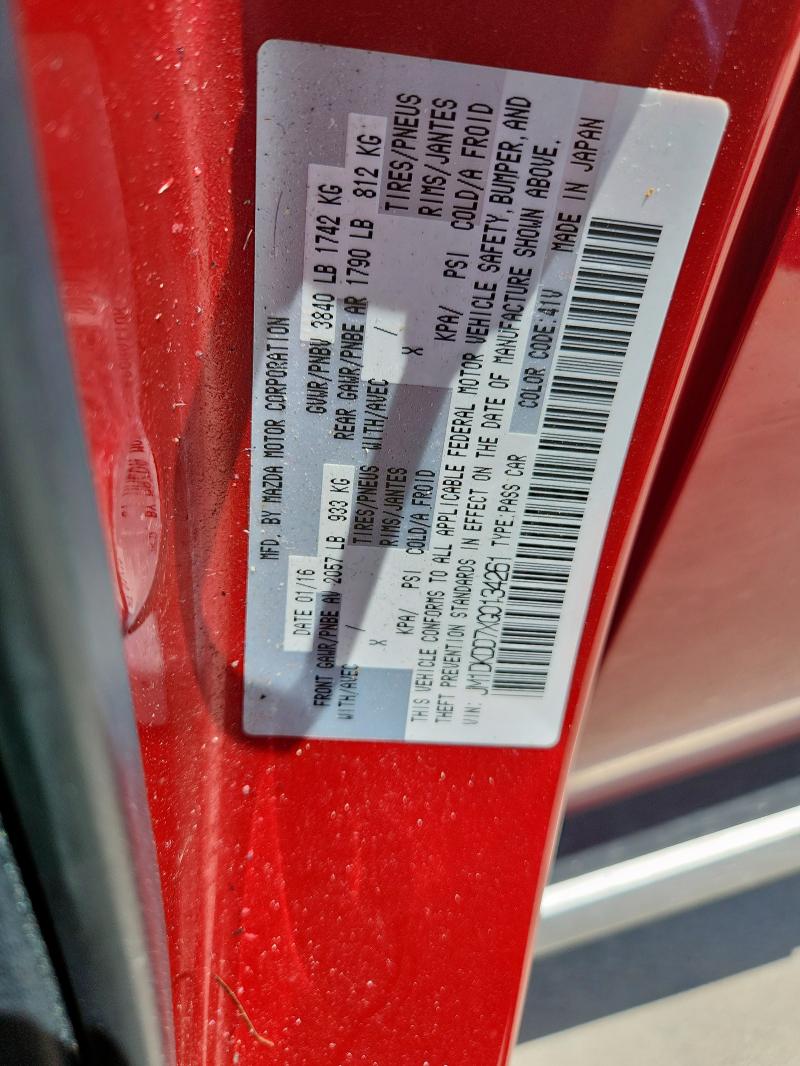 MFD. BY MAZDA MOTOR CORPORATION
DATE 01/16 GVWR/PNBV 3840 LB 1742 KG
FRONT GAWR/PNBE AV 2057 LB 933 KG REAR GAWR/PNBE AR 1790 LB 812 KG
WITH/AVEC / TIRES/PNEUS WITH/AVEC / TIRES/PNEUS
X RIMS/JANTES X RIMS/JANTES
KPA/ PSI COLD/A FROID KPA/ PSI COLD/A FROID
THIS VEHICLE CONFORMS TO ALL APPLICABLE FEDERAL MOTOR VEHICLE SAFETY, BUMPER, AND
THEFT PREVENTION STANDARDS IN EFFECT ON THE DATE OF MANUFACTURE SHOWN ABOVE.
VIN: JM1DKDD7XG0134261 TYPE:PASS CAR COLOR CODE:41V MADE IN JAPAN